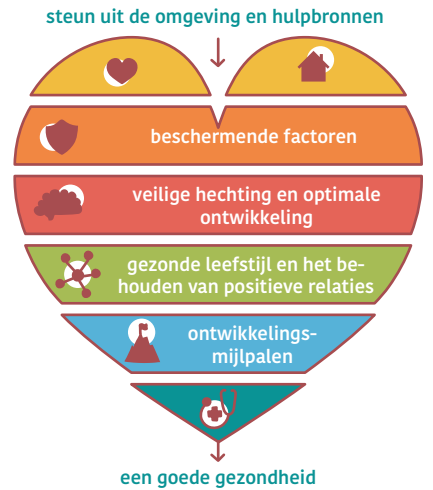 steun uit de omgeving en hulpbronnen
beschermende factoren
veilige hechting en optimale
ontwikkeling
gezonde leefstijl en het be-
houden van positieve relaties
ontwikkelings-
mijlpalen
een goede gezondheid